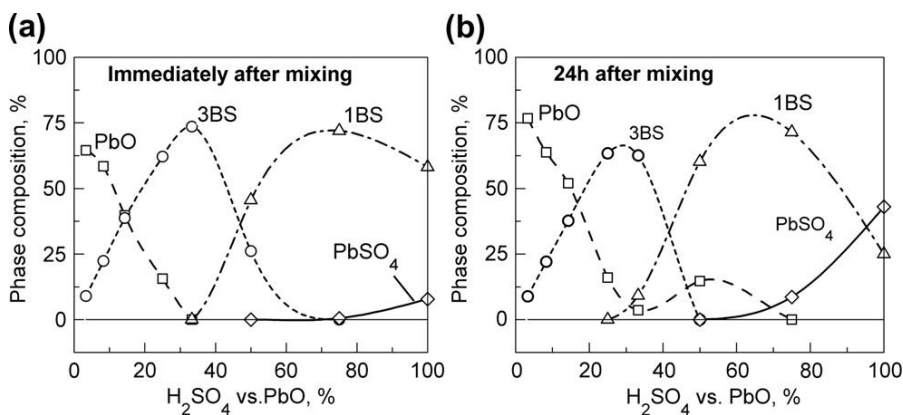 (a)
Immediately after mixing
PbO
3BS
1BS
PbSO₄
Phase composition, %
100
75
50
25
0
0 20 40 60 80 100
H₂SO₄ vs.PbO, %
(b)
24h after mixing
PbO
3BS
1BS
PbSO₄
Phase composition, %
100
75
50
25
0
0 20 40 60 80 100
H₂SO₄ vs.PbO, %